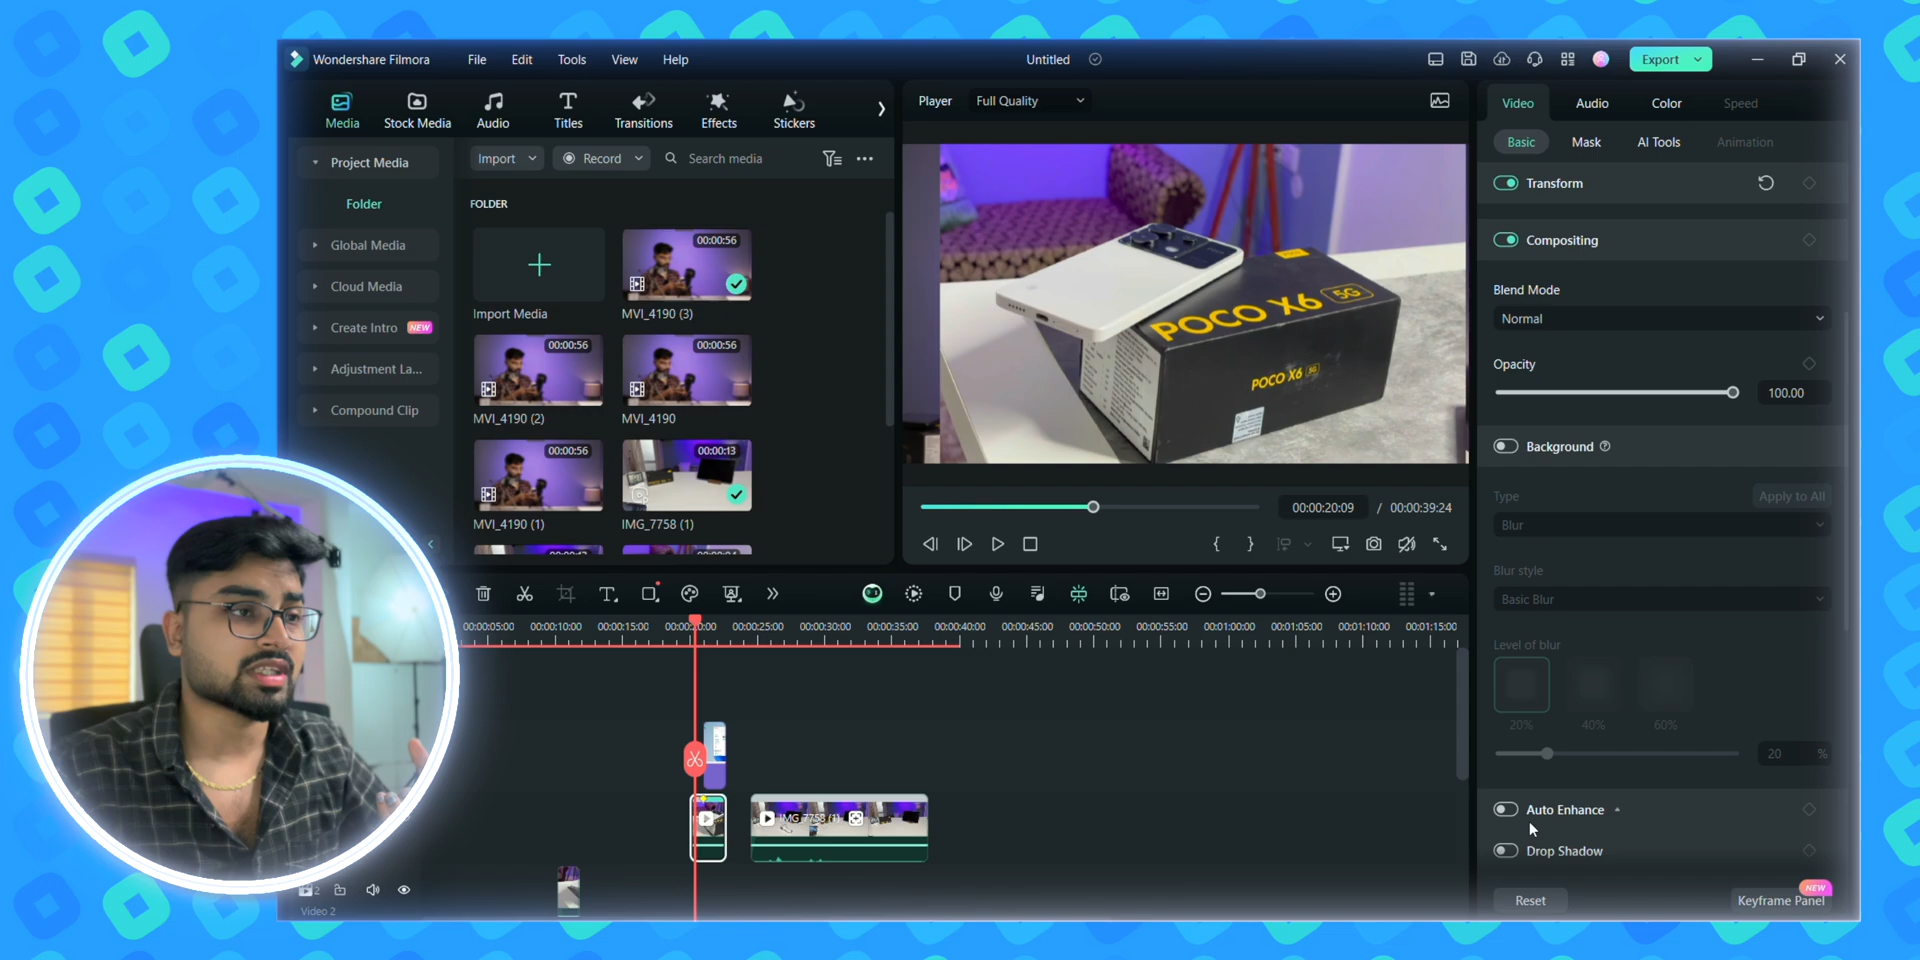 Wondershare Filmora
File Edit Tools View Help
Untitled
Export
Media Stock Media Audio Titles Transitions Effects Stickers
Player Full Quality
Video Audio Color Speed
Basic Mask AI Tools Animation
Project Media
Import Record Search media
Transform
Folder
FOLDER
Global Media
Cloud Media
Create Intro NEW
Adjustment La...
Compound Clip
00:00:56
Import Media
MVI_4190 (3)
00:00:56
00:00:56
MVI_4190 (2)
MVI_4190
00:00:56
00:00:13
MVI_4190 (1)
IMG_7758 (1)
POCO X6 5G
POCO X6 5G
Compositing
Blend Mode
Normal
Opacity
100.00
Background
Type
Apply to All
Blur
Blur style
Basic Blur
Level of blur
20% 40% 60%
20 %
Auto Enhance
Drop Shadow
Reset
NEW
Keyframe Panel
00:00:20:09 / 00:00:39:24
00:00:05:00 00:00:10:00 00:00:15:00 00:00:20:00 00:00:25:00 00:00:30:00 00:00:35:00 00:00:40:00 00:00:45:00 00:00:50:00 00:00:55:00 00:01:00:00 00:01:05:00 00:01:10:00 00:01:15:00
IMG_7758 (1)
2
Video 2